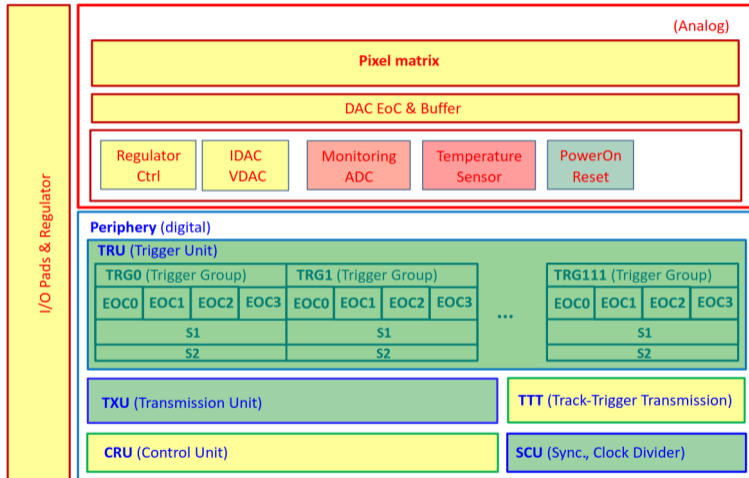 I/O Pads & Regulator
(Analog)
Pixel matrix
DAC EoC & Buffer
Regulator Ctrl
IDAC VDAC
Monitoring ADC
Temperature Sensor
PowerOn Reset
Periphery (digital)
TRU (Trigger Unit)
TRG0 (Trigger Group)
EOC0 EOC1 EOC2 EOC3
S1
S2
TRG1 (Trigger Group)
EOC0 EOC1 EOC2 EOC3
S1
S2
...
TRG111 (Trigger Group)
EOC0 EOC1 EOC2 EOC3
S1
S2
TXU (Transmission Unit)
TTT (Track-Trigger Transmission)
CRU (Control Unit)
SCU (Sync., Clock Divider)